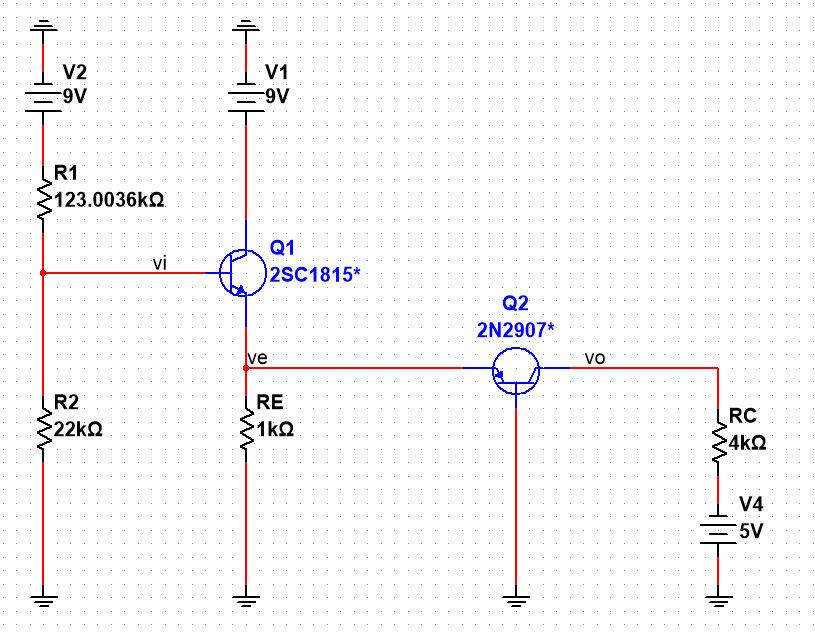 V2
9V
V1
9V
R1
123.0036kΩ
vi
Q1
2SC1815*
Q2
2N2907*
ve
vo
R2
22kΩ
RE
1kΩ
RC
4kΩ
V4
5V